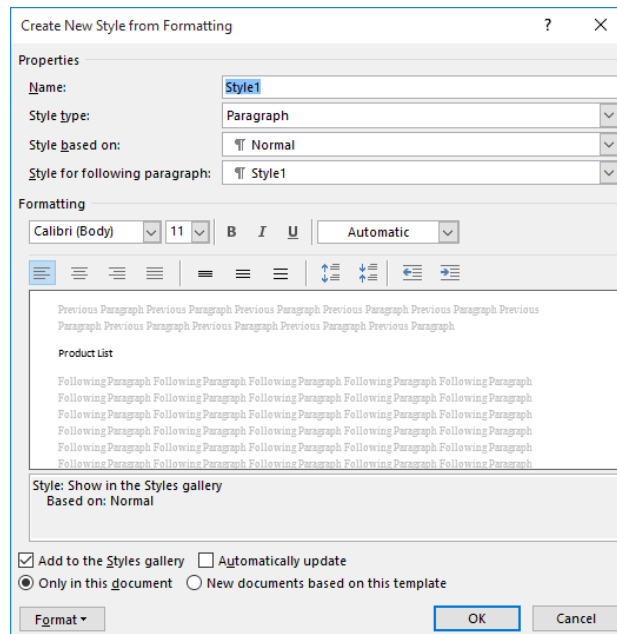 Create New Style from Formatting ?
Properties
Name: Style1
Style type: Paragraph
Style based on: ¶ Normal
Style for following paragraph: ¶ Style1
Formatting
Calibri (Body) 11 B I U Automatic
Previous Paragraph Previous Paragraph Previous Paragraph Previous Paragraph Previous Paragraph Previous
Paragraph Previous Paragraph Previous Paragraph Previous Paragraph Previous Paragraph
Product List
Following Paragraph Following Paragraph Following Paragraph Following Paragraph Following Paragraph
Following Paragraph Following Paragraph Following Paragraph Following Paragraph Following Paragraph
Following Paragraph Following Paragraph Following Paragraph Following Paragraph Following Paragraph
Following Paragraph Following Paragraph Following Paragraph Following Paragraph Following Paragraph
Following Paragraph Following Paragraph Following Paragraph Following Paragraph Following Paragraph
Following Paragraph Following Paragraph Following Paragraph Following Paragraph Following Paragraph
Style: Show in the Styles gallery
Based on: Normal
Add to the Styles gallery Automatically update
Only in this document New documents based on this template
Format OK Cancel